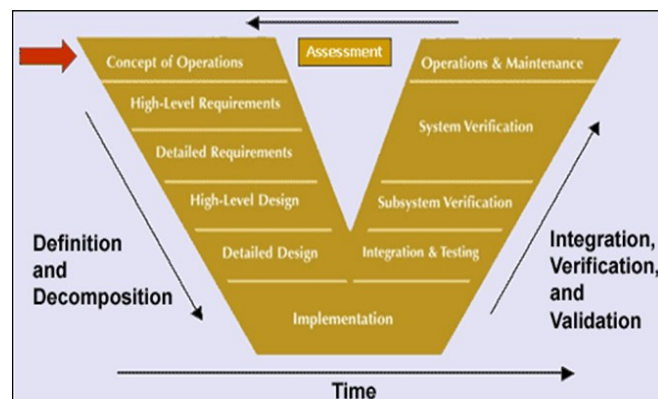 Assessment
Concept of Operations
High-Level Requirements
Detailed Requirements
High-Level Design
Detailed Design
Implementation
Integration & Testing
Subsystem Verification
System Verification
Operations & Maintenance
Definition
and
Decomposition
Integration,
Verification,
and
Validation
Time